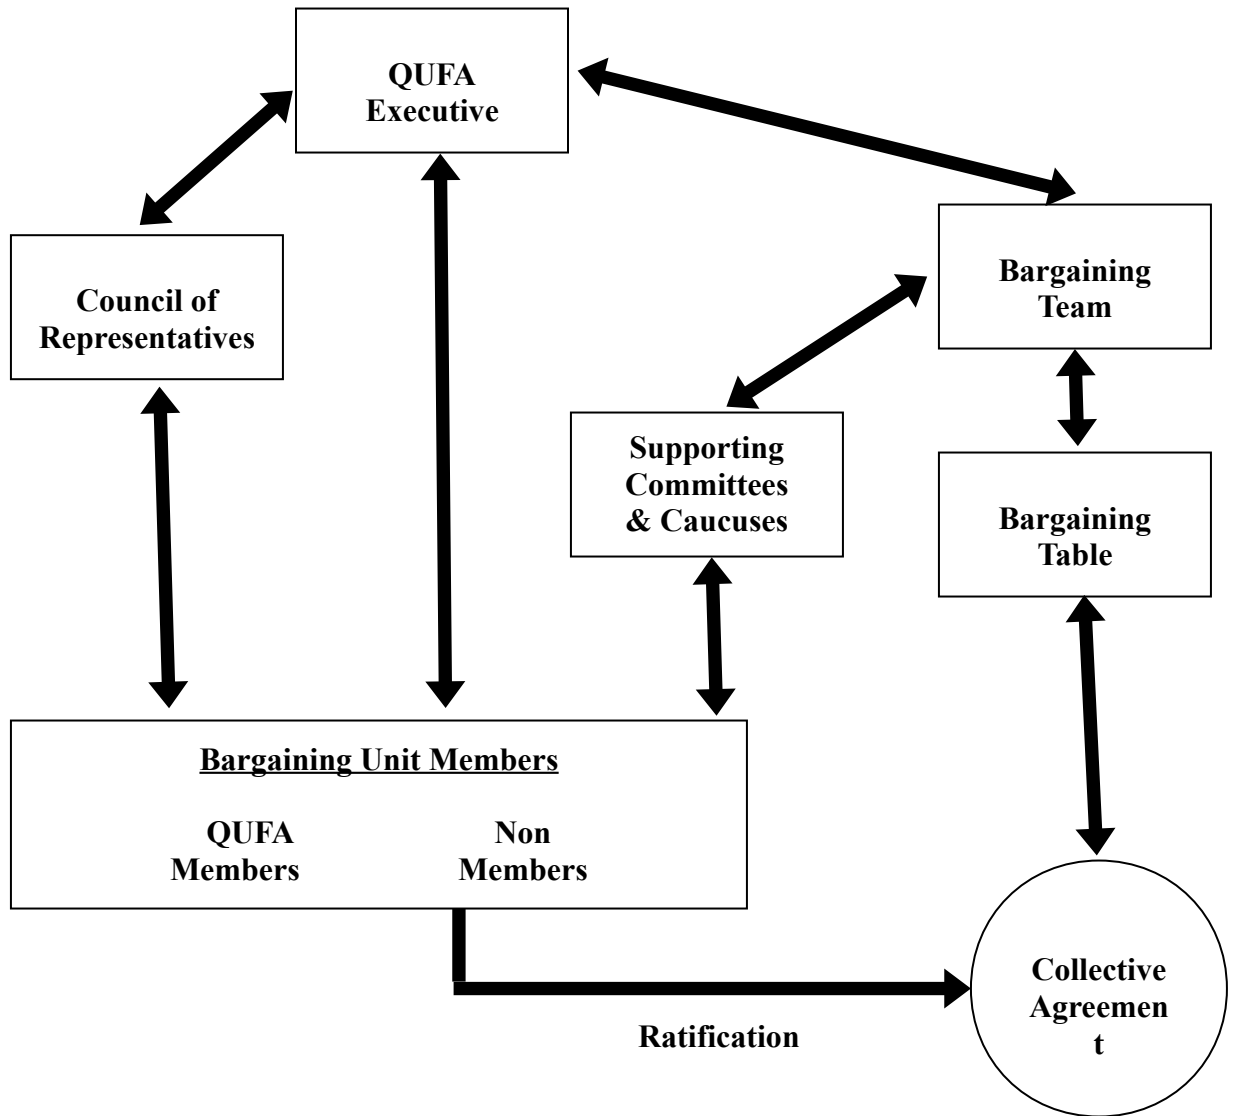 QUFA
Executive
Council of
Representatives
Bargaining
Team
Supporting
Committees
& Caucuses
Bargaining
Table
Bargaining Unit Members
QUFA
Members
Non
Members
Collective
Agreemen
t
Ratification